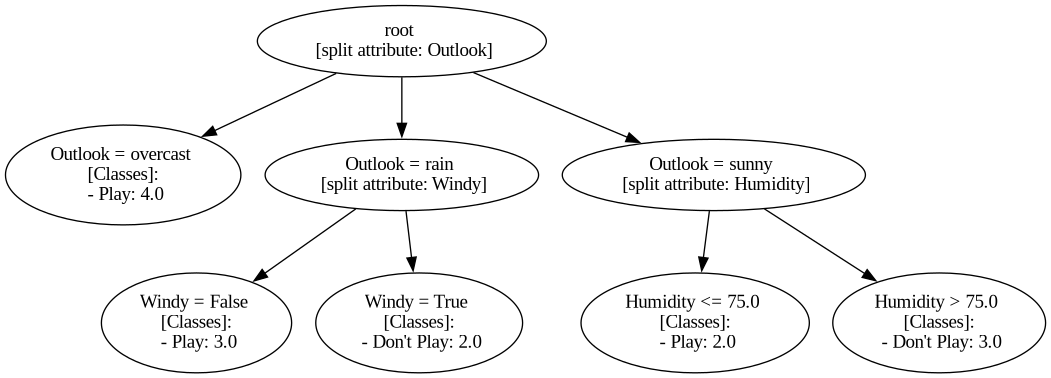 root
[split attribute: Outlook]
Outlook = overcast
[Classes]:
- Play: 4.0
Outlook = rain
[split attribute: Windy]
Outlook = sunny
[split attribute: Humidity]
Windy = False
[Classes]:
- Play: 3.0
Windy = True
[Classes]:
- Don't Play: 2.0
Humidity <= 75.0
[Classes]:
- Play: 2.0
Humidity > 75.0
[Classes]:
- Don't Play: 3.0